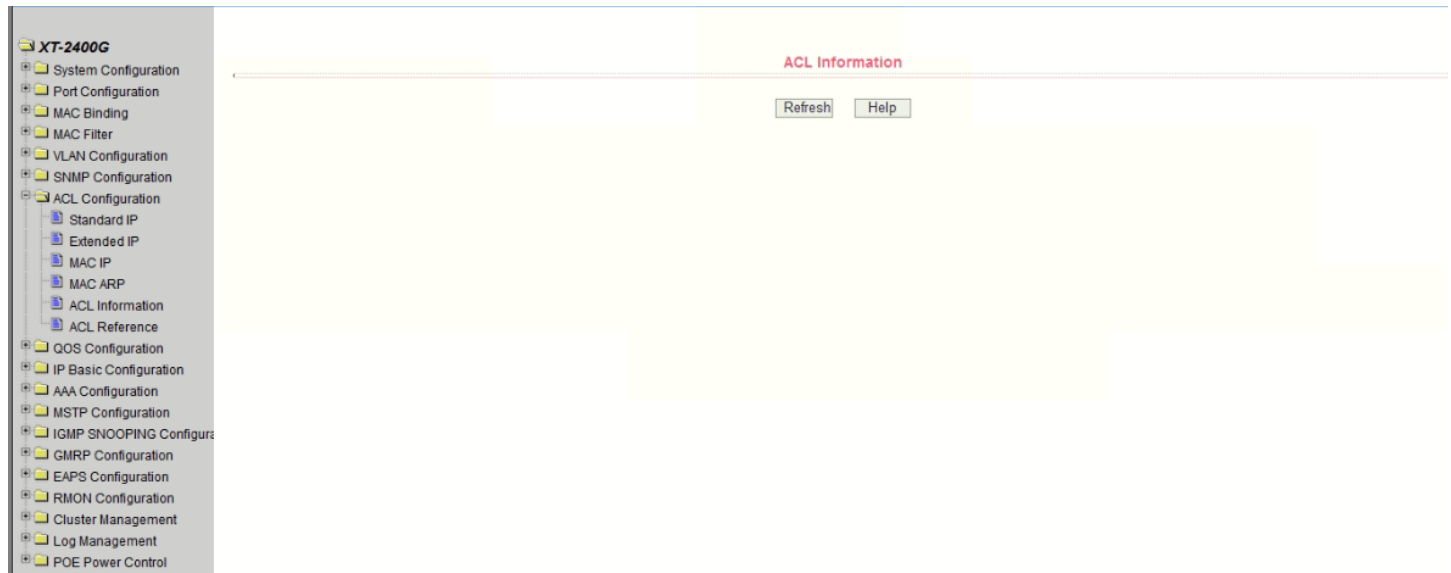 XT-2400G
System Configuration
Port Configuration
MAC Binding
MAC Filter
VLAN Configuration
SNMP Configuration
ACL Configuration
Standard IP
Extended IP
MAC IP
MAC ARP
ACL Information
ACL Reference
QOS Configuration
IP Basic Configuration
AAA Configuration
MSTP Configuration
IGMP SNOOPING Configura
GMRP Configuration
EAPS Configuration
RMON Configuration
Cluster Management
Log Management
POE Power Control
ACL Information
Refresh Help